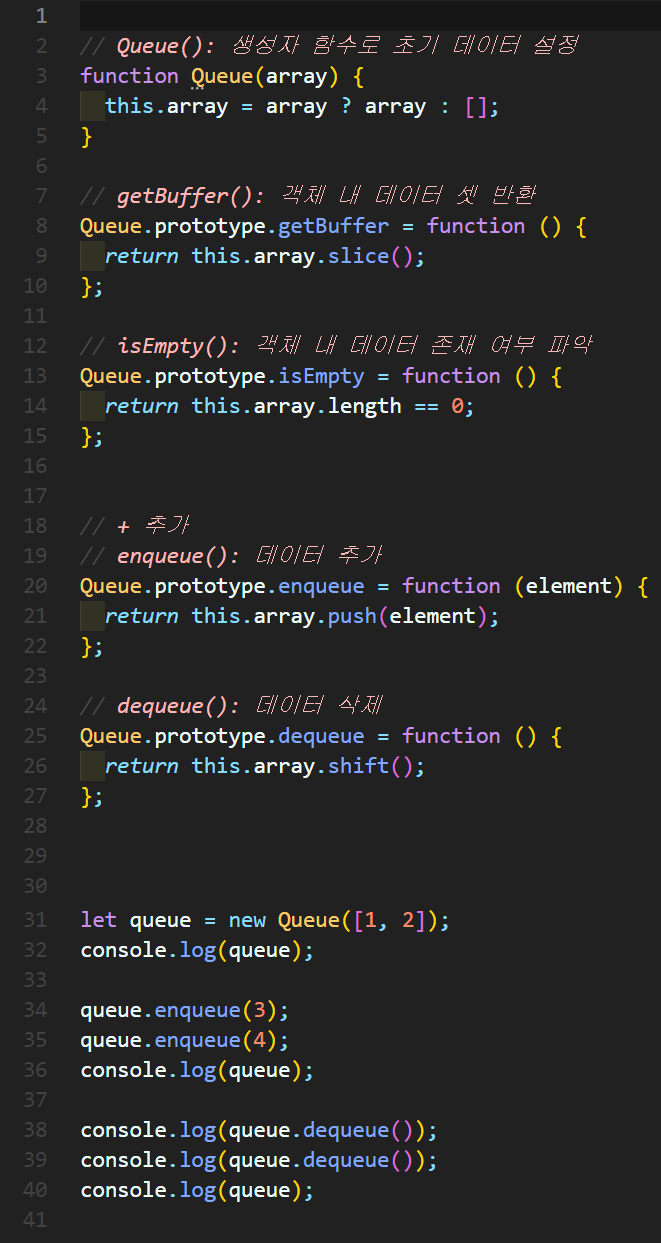 1
2 // Queue(): 생성자 함수로 초기 데이터 설정
3 function Queue(array) {
4   this.array = array ? array : [];
5 }
6
7 // getBuffer(): 객체 내 데이터 셋 반환
8 Queue.prototype.getBuffer = function () {
9   return this.array.slice();
10 };
11
12 // isEmpty(): 객체 내 데이터 존재 여부 파악
13 Queue.prototype.isEmpty = function () {
14   return this.array.length == 0;
15 };
16
17
18 // + 추가
19 // enqueue(): 데이터 추가
20 Queue.prototype.enqueue = function (element) {
21   return this.array.push(element);
22 };
23
24 // dequeue(): 데이터 삭제
25 Queue.prototype.dequeue = function () {
26   return this.array.shift();
27 };
28
29
30
31 let queue = new Queue([1, 2]);
32 console.log(queue);
33
34 queue.enqueue(3);
35 queue.enqueue(4);
36 console.log(queue);
37
38 console.log(queue.dequeue());
39 console.log(queue.dequeue());
40 console.log(queue);
41